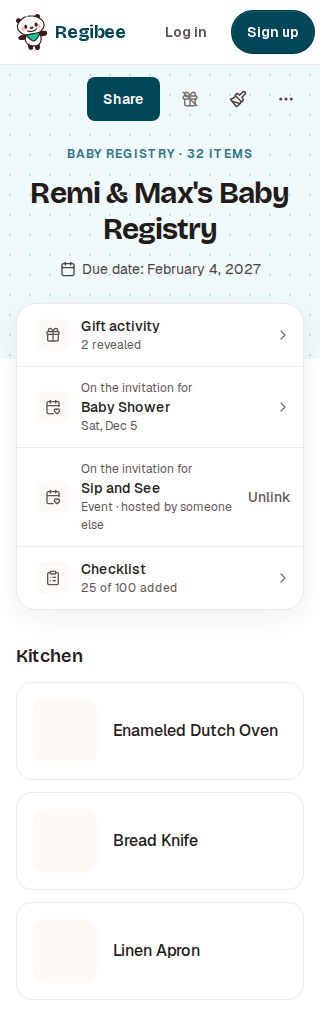 Regibee
Log in
Sign up
Share
BABY REGISTRY · 32 ITEMS
Remi & Max's Baby
Registry
Due date: February 4, 2027
Gift activity
2 revealed
On the invitation for
Baby Shower
Sat, Dec 5
On the invitation for
Sip and See
Event · hosted by someone
else
Unlink
Checklist
25 of 100 added
Kitchen
Enameled Dutch Oven
Bread Knife
Linen Apron